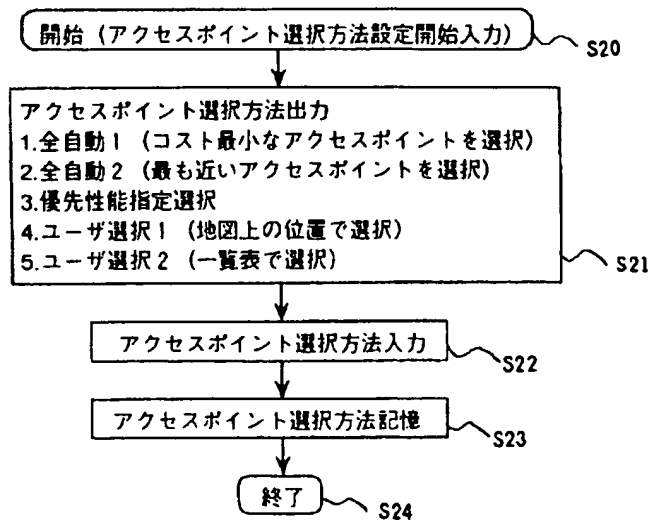 開始（アクセスポイント選択方法設定開始入力）
S20
アクセスポイント選択方法出力
1.全自動1（コスト最小なアクセスポイントを選択）
2.全自動2（最も近いアクセスポイントを選択）
3.優先性能指定選択
4.ユーザ選択1（地図上の位置で選択）
5.ユーザ選択2（一覧表で選択）
S21
アクセスポイント選択方法入力
S22
アクセスポイント選択方法記憶
S23
終了
S24